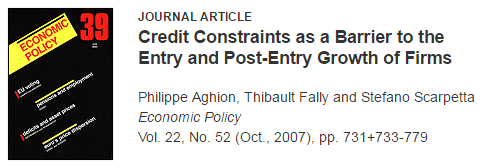 ECONOMIC
POLICY
39
EU voting
pensions and employment
deficits and asset prices
euro's price dispersion
JOURNAL ARTICLE
Credit Constraints as a Barrier to the
Entry and Post-Entry Growth of Firms
Philippe Aghion, Thibault Fally and Stefano Scarpetta
Economic Policy
Vol. 22, No. 52 (Oct., 2007), pp. 731+733-779